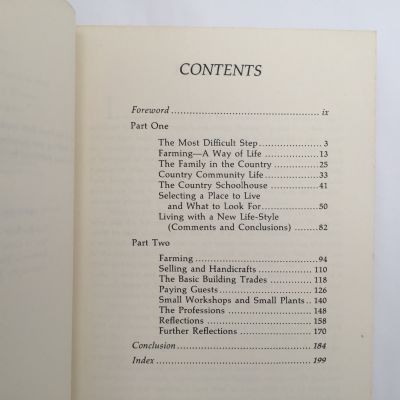 CONTENTS
Foreword ................................................ ix
Part One
The Most Difficult Step..................... 3
Farming—A Way of Life .................. 13
The Family in the Country ............... 25
Country Community Life................. 33
The Country Schoolhouse ................ 41
Selecting a Place to Live
and What to Look For................... 50
Living with a New Life-Style
(Comments and Conclusions) ........ 82
Part Two
Farming ..................................... 94
Selling and Handicrafts ................... 110
The Basic Building Trades ............... 118
Paying Guests............................... 126
Small Workshops and Small Plants.. 140
The Professions ............................ 148
Reflections .................................. 158
Further Reflections ........................ 170
Conclusion ............................................. 184
Index ..................................................... 199